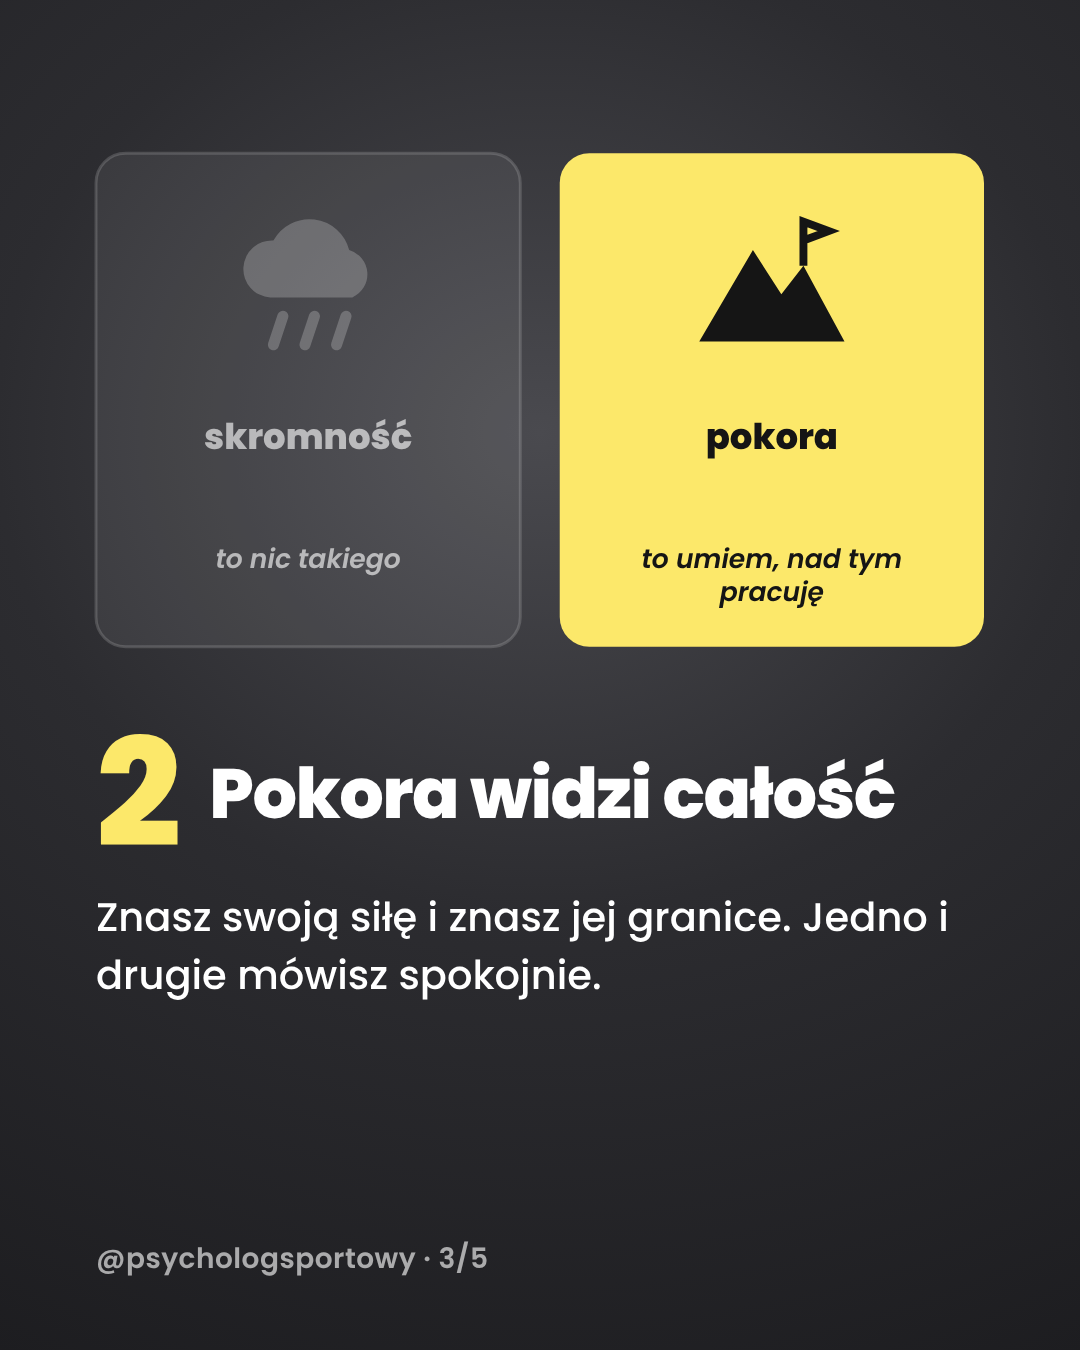 skromność
to nic takiego
pokora
to umiem, nad tym
pracuję
2 Pokora widzi całość
Znasz swoją siłę i znasz jej granice. Jedno i
drugie mówisz spokojnie.
@psychologsportowy · 3/5